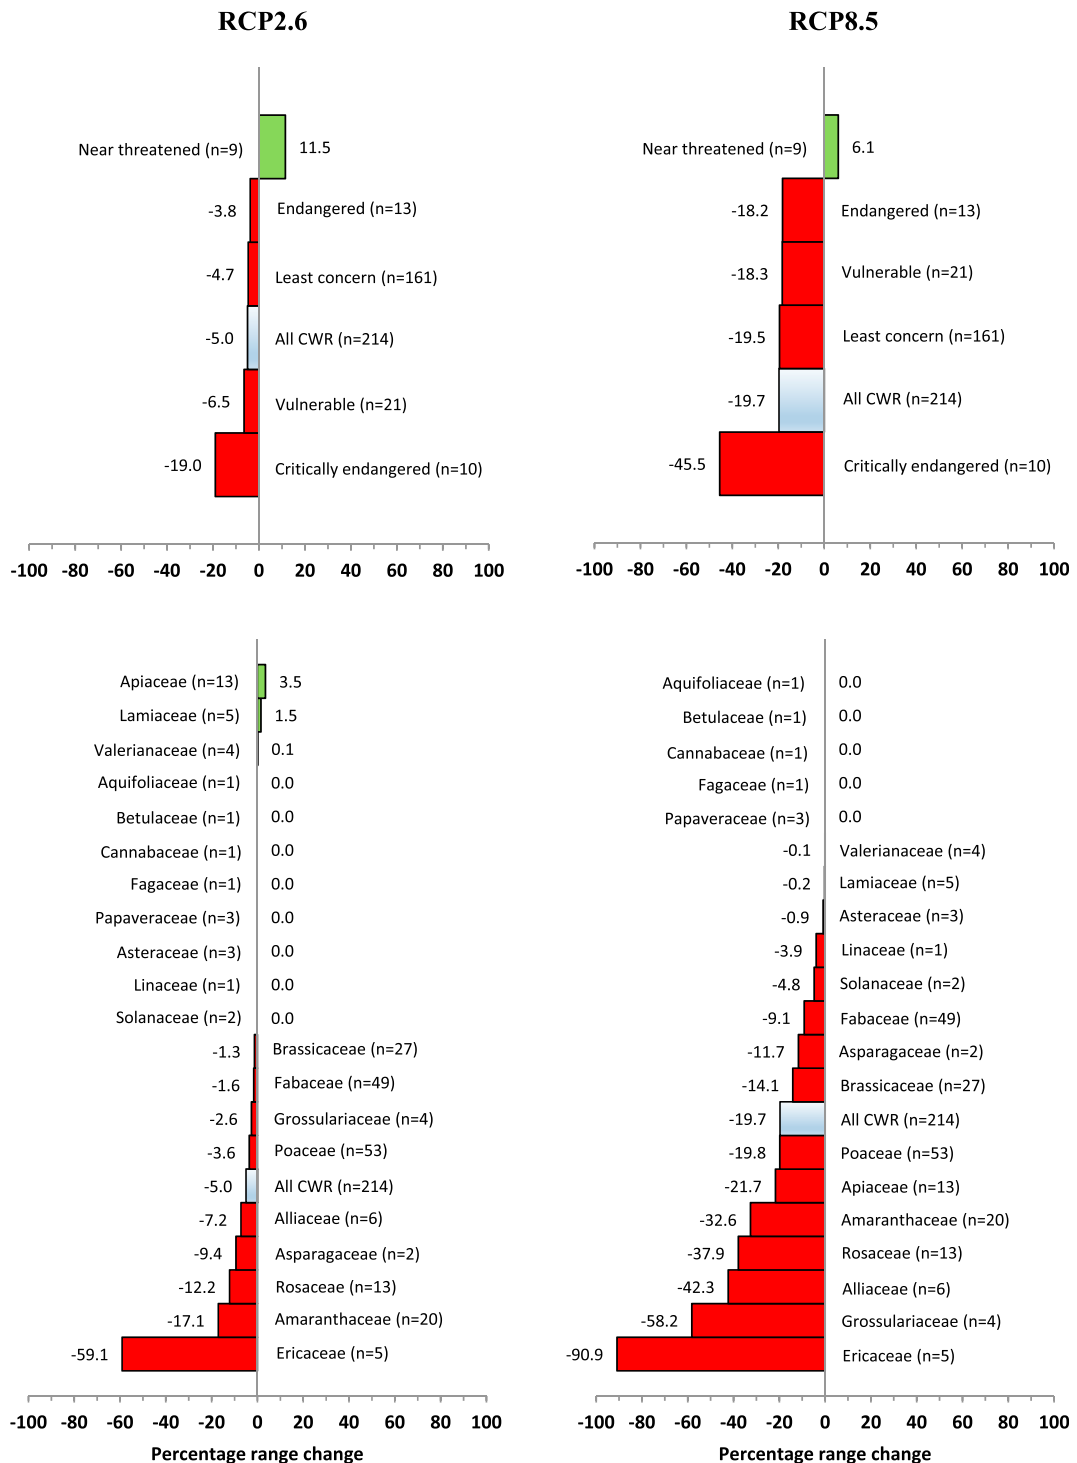 RCP2.6
Near threatened (n=9) 11.5
-3.8 Endangered (n=13)
-4.7 Least concern (n=161)
-5.0 All CWR (n=214)
-6.5 Vulnerable (n=21)
-19.0 Critically endangered (n=10)
-100 -80 -60 -40 -20 0 20 40 60 80 100
RCP8.5
Near threatened (n=9) 6.1
-18.2 Endangered (n=13)
-18.3 Vulnerable (n=21)
-19.5 Least concern (n=161)
-19.7 All CWR (n=214)
-45.5 Critically endangered (n=10)
-100 -80 -60 -40 -20 0 20 40 60 80 100
Apiaceae (n=13) 3.5
Lamiaceae (n=5) 1.5
Valerianaceae (n=4) 0.1
Aquifoliaceae (n=1) 0.0
Betulaceae (n=1) 0.0
Cannabaceae (n=1) 0.0
Fagaceae (n=1) 0.0
Papaveraceae (n=3) 0.0
Asteraceae (n=3) 0.0
Linaceae (n=1) 0.0
Solanaceae (n=2) 0.0
-1.3 Brassicaceae (n=27)
-1.6 Fabaceae (n=49)
-2.6 Grossulariaceae (n=4)
-3.6 Poaceae (n=53)
-5.0 All CWR (n=214)
-7.2 Alliaceae (n=6)
-9.4 Asparagaceae (n=2)
-12.2 Rosaceae (n=13)
-17.1 Amaranthaceae (n=20)
-59.1 Ericaceae (n=5)
-100 -80 -60 -40 -20 0 20 40 60 80 100
Percentage range change
Aquifoliaceae (n=1) 0.0
Betulaceae (n=1) 0.0
Cannabaceae (n=1) 0.0
Fagaceae (n=1) 0.0
Papaveraceae (n=3) 0.0
-0.1 Valerianaceae (n=4)
-0.2 Lamiaceae (n=5)
-0.9 Asteraceae (n=3)
-3.9 Linaceae (n=1)
-4.8 Solanaceae (n=2)
-9.1 Fabaceae (n=49)
-11.7 Asparagaceae (n=2)
-14.1 Brassicaceae (n=27)
-19.7 All CWR (n=214)
-19.8 Poaceae (n=53)
-21.7 Apiaceae (n=13)
-32.6 Amaranthaceae (n=20)
-37.9 Rosaceae (n=13)
-42.3 Alliaceae (n=6)
-58.2 Grossulariaceae (n=4)
-90.9 Ericaceae (n=5)
-100 -80 -60 -40 -20 0 20 40 60 80 100
Percentage range change